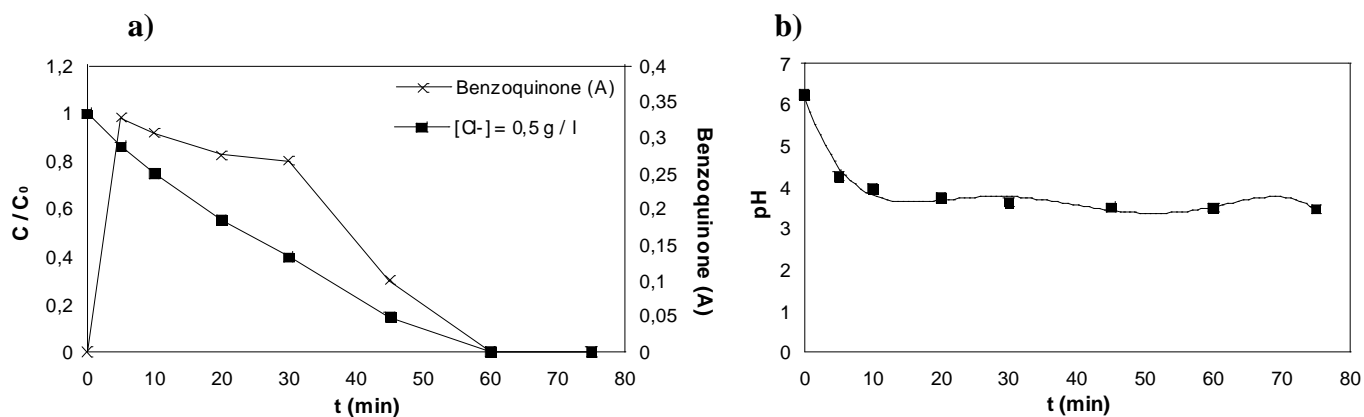 a)
1,2
1
0,8
0,6
0,4
0,2
0
C / C₀
0,4
0,35
0,3
0,25
0,2
0,15
0,1
0,05
0
Benzoquinone (A)
Benzoquinone (A)
[Cl-] = 0,5 g / l
0 10 20 30 40 50 60 70 80
t (min)
b)
7
6
5
4
3
2
1
0
pH
0 10 20 30 40 50 60 70 80
t (min)